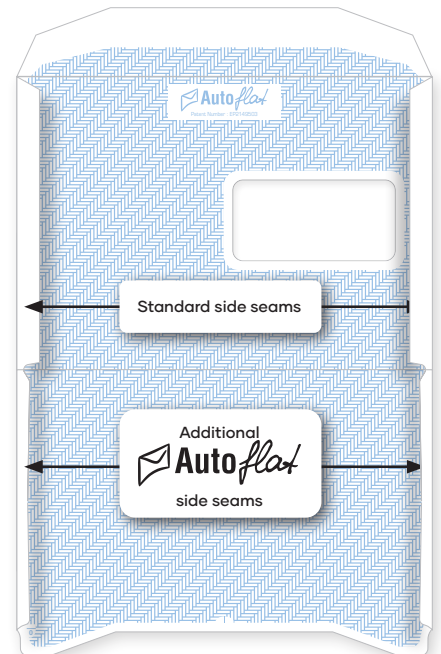 Autoflat
Standard side seams
Additional
Autoflat
side seams